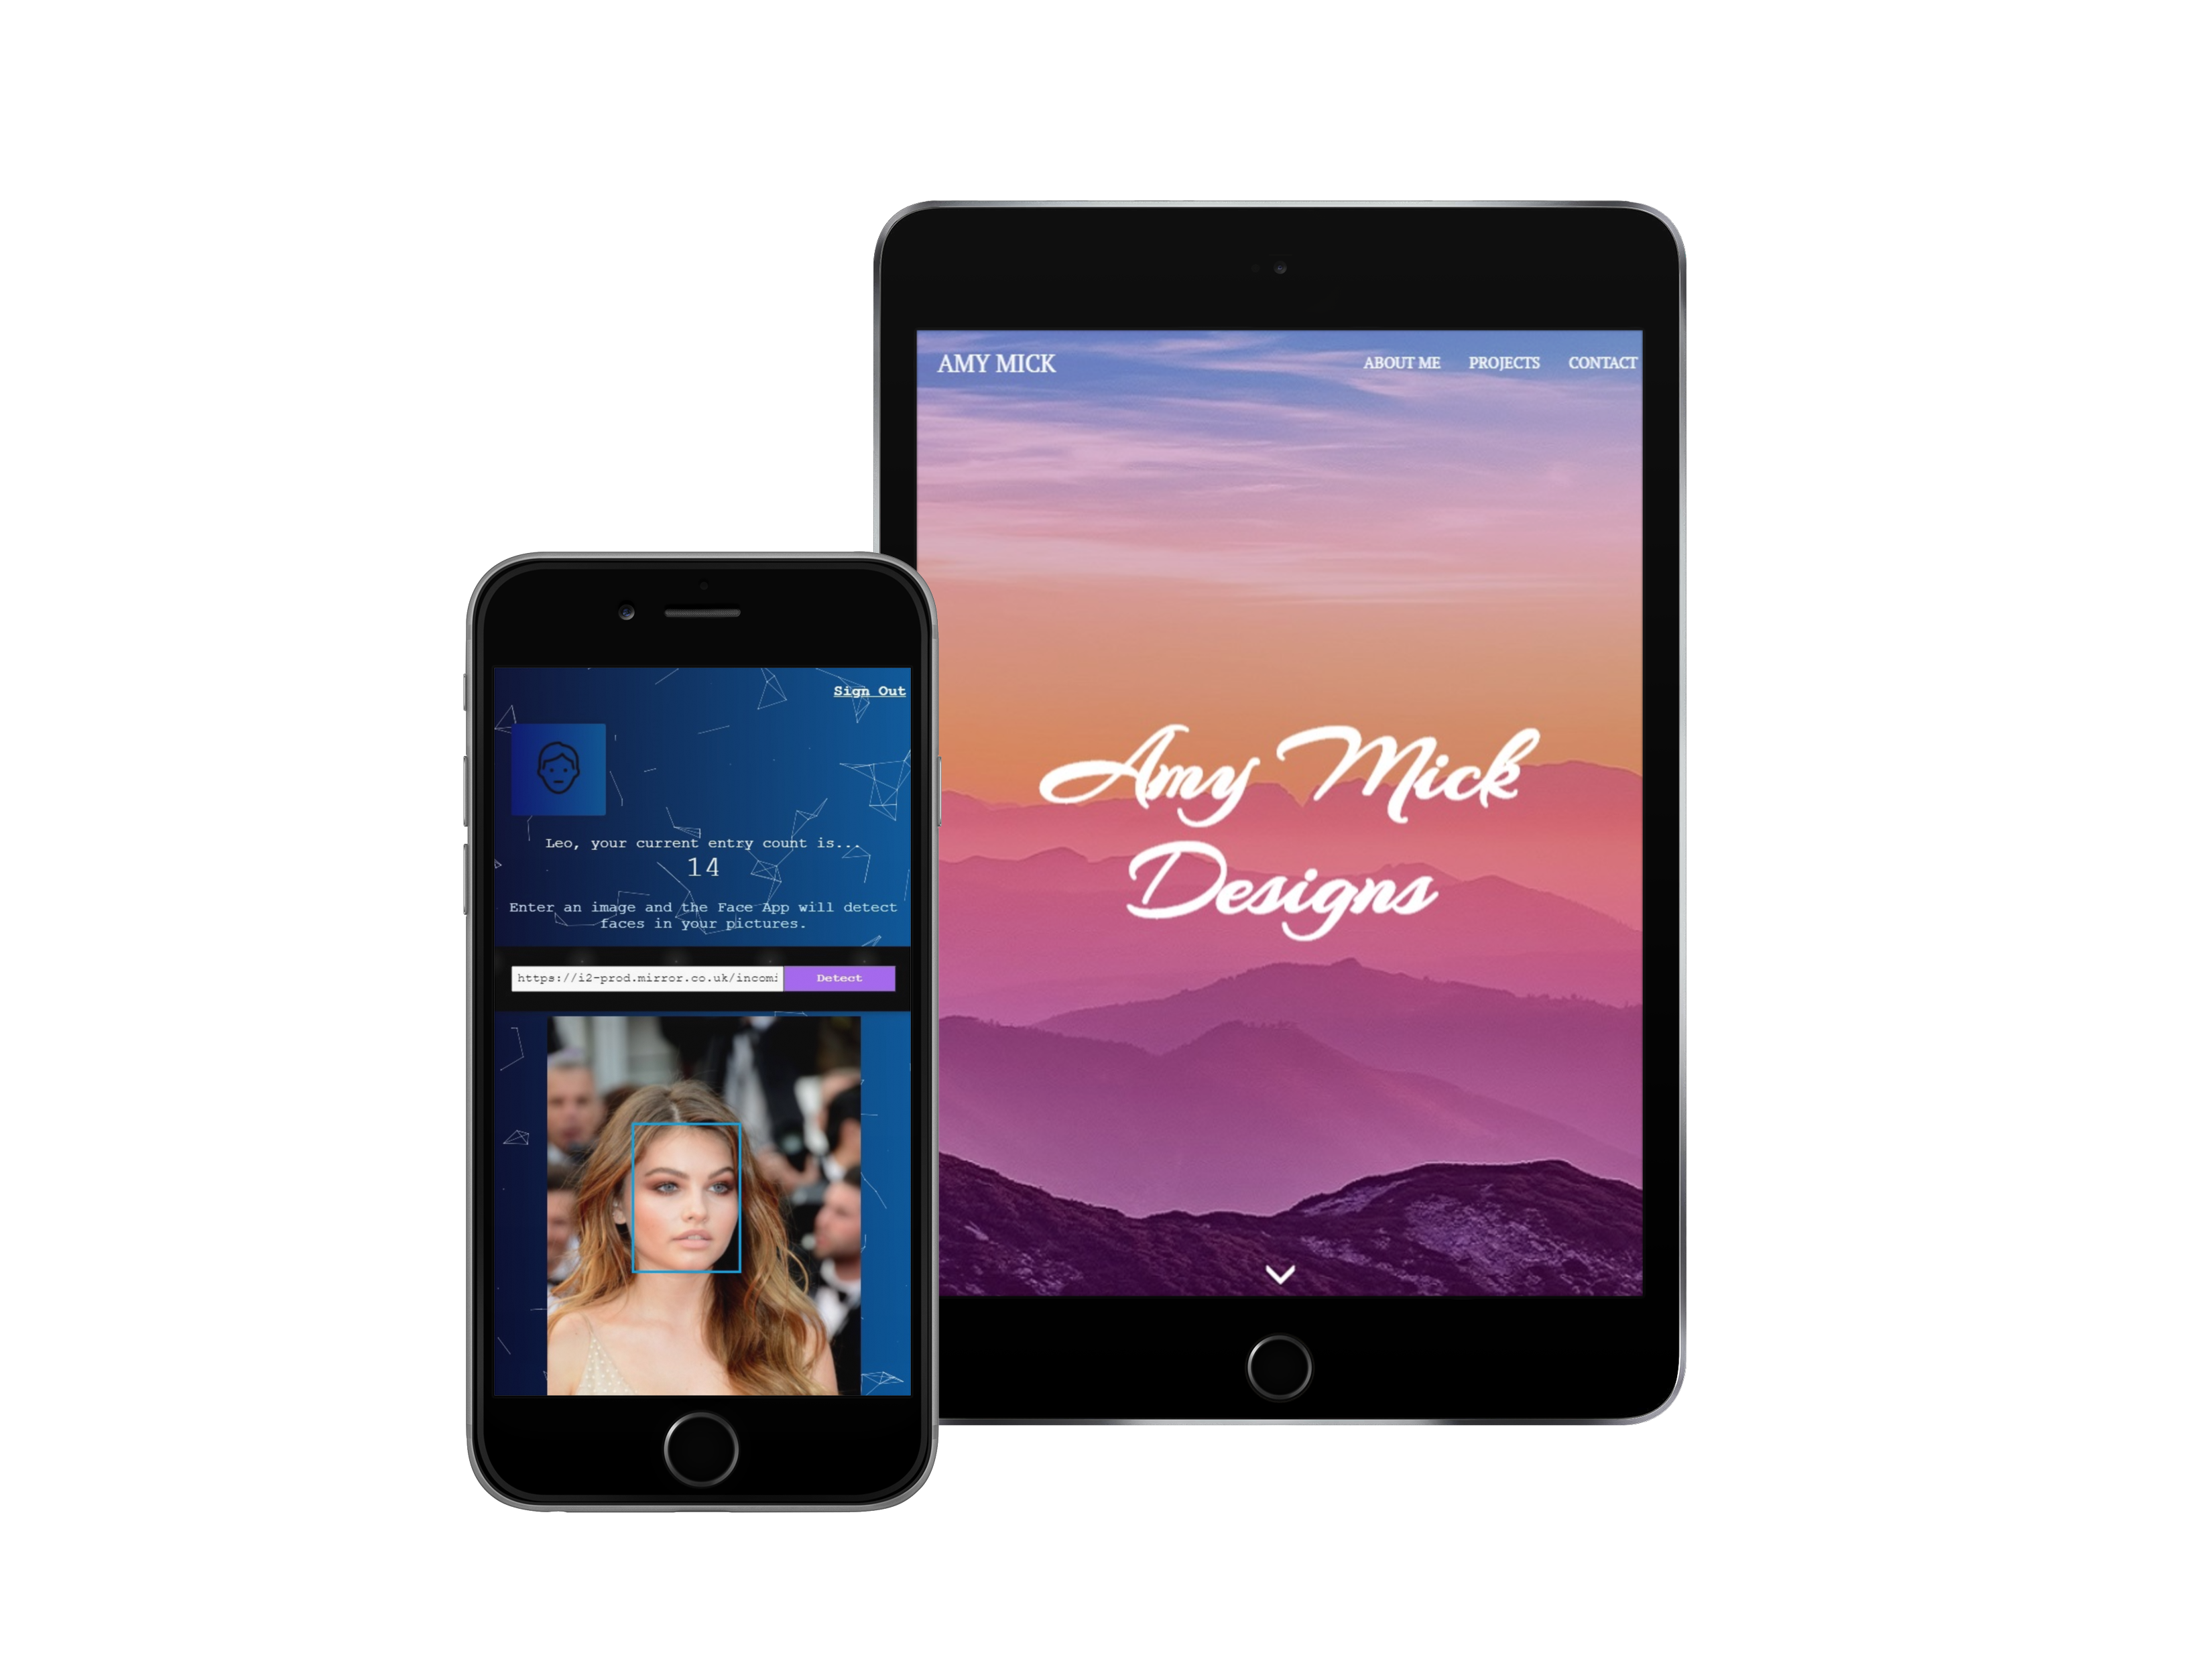 AMY MICK
ABOUT ME PROJECTS CONTACT
Amy Mick
Designs
Sign Out
Leo, your current entry count is...
14
Enter an image and the Face App will detect
faces in your pictures.
https://i2-prod.mirror.co.uk/incomi
Detect